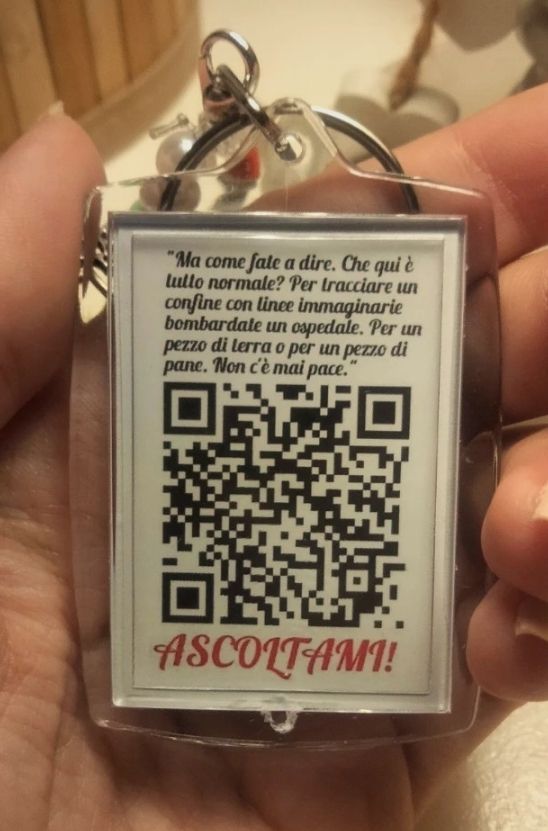 "Ma come fate a dire. Che qui è
tutto normale? Per tracciare un
confine con linee immaginarie
bombardate un ospedale. Per un
pezzo di terra o per un pezzo di
pane. Non c'è mai pace."
ASCOLTAMI!